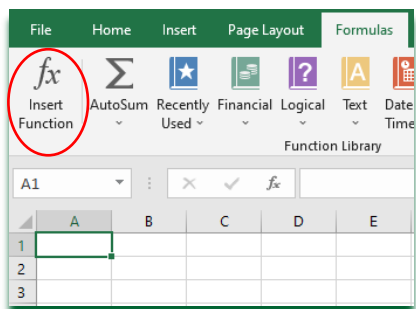 File Home Insert Page Layout Formulas
fx Σ ★ ? A
Insert AutoSum Recently Financial Logical Text Date
Function Used Time
Function Library
A1 fx
A B C D E
1
2
3